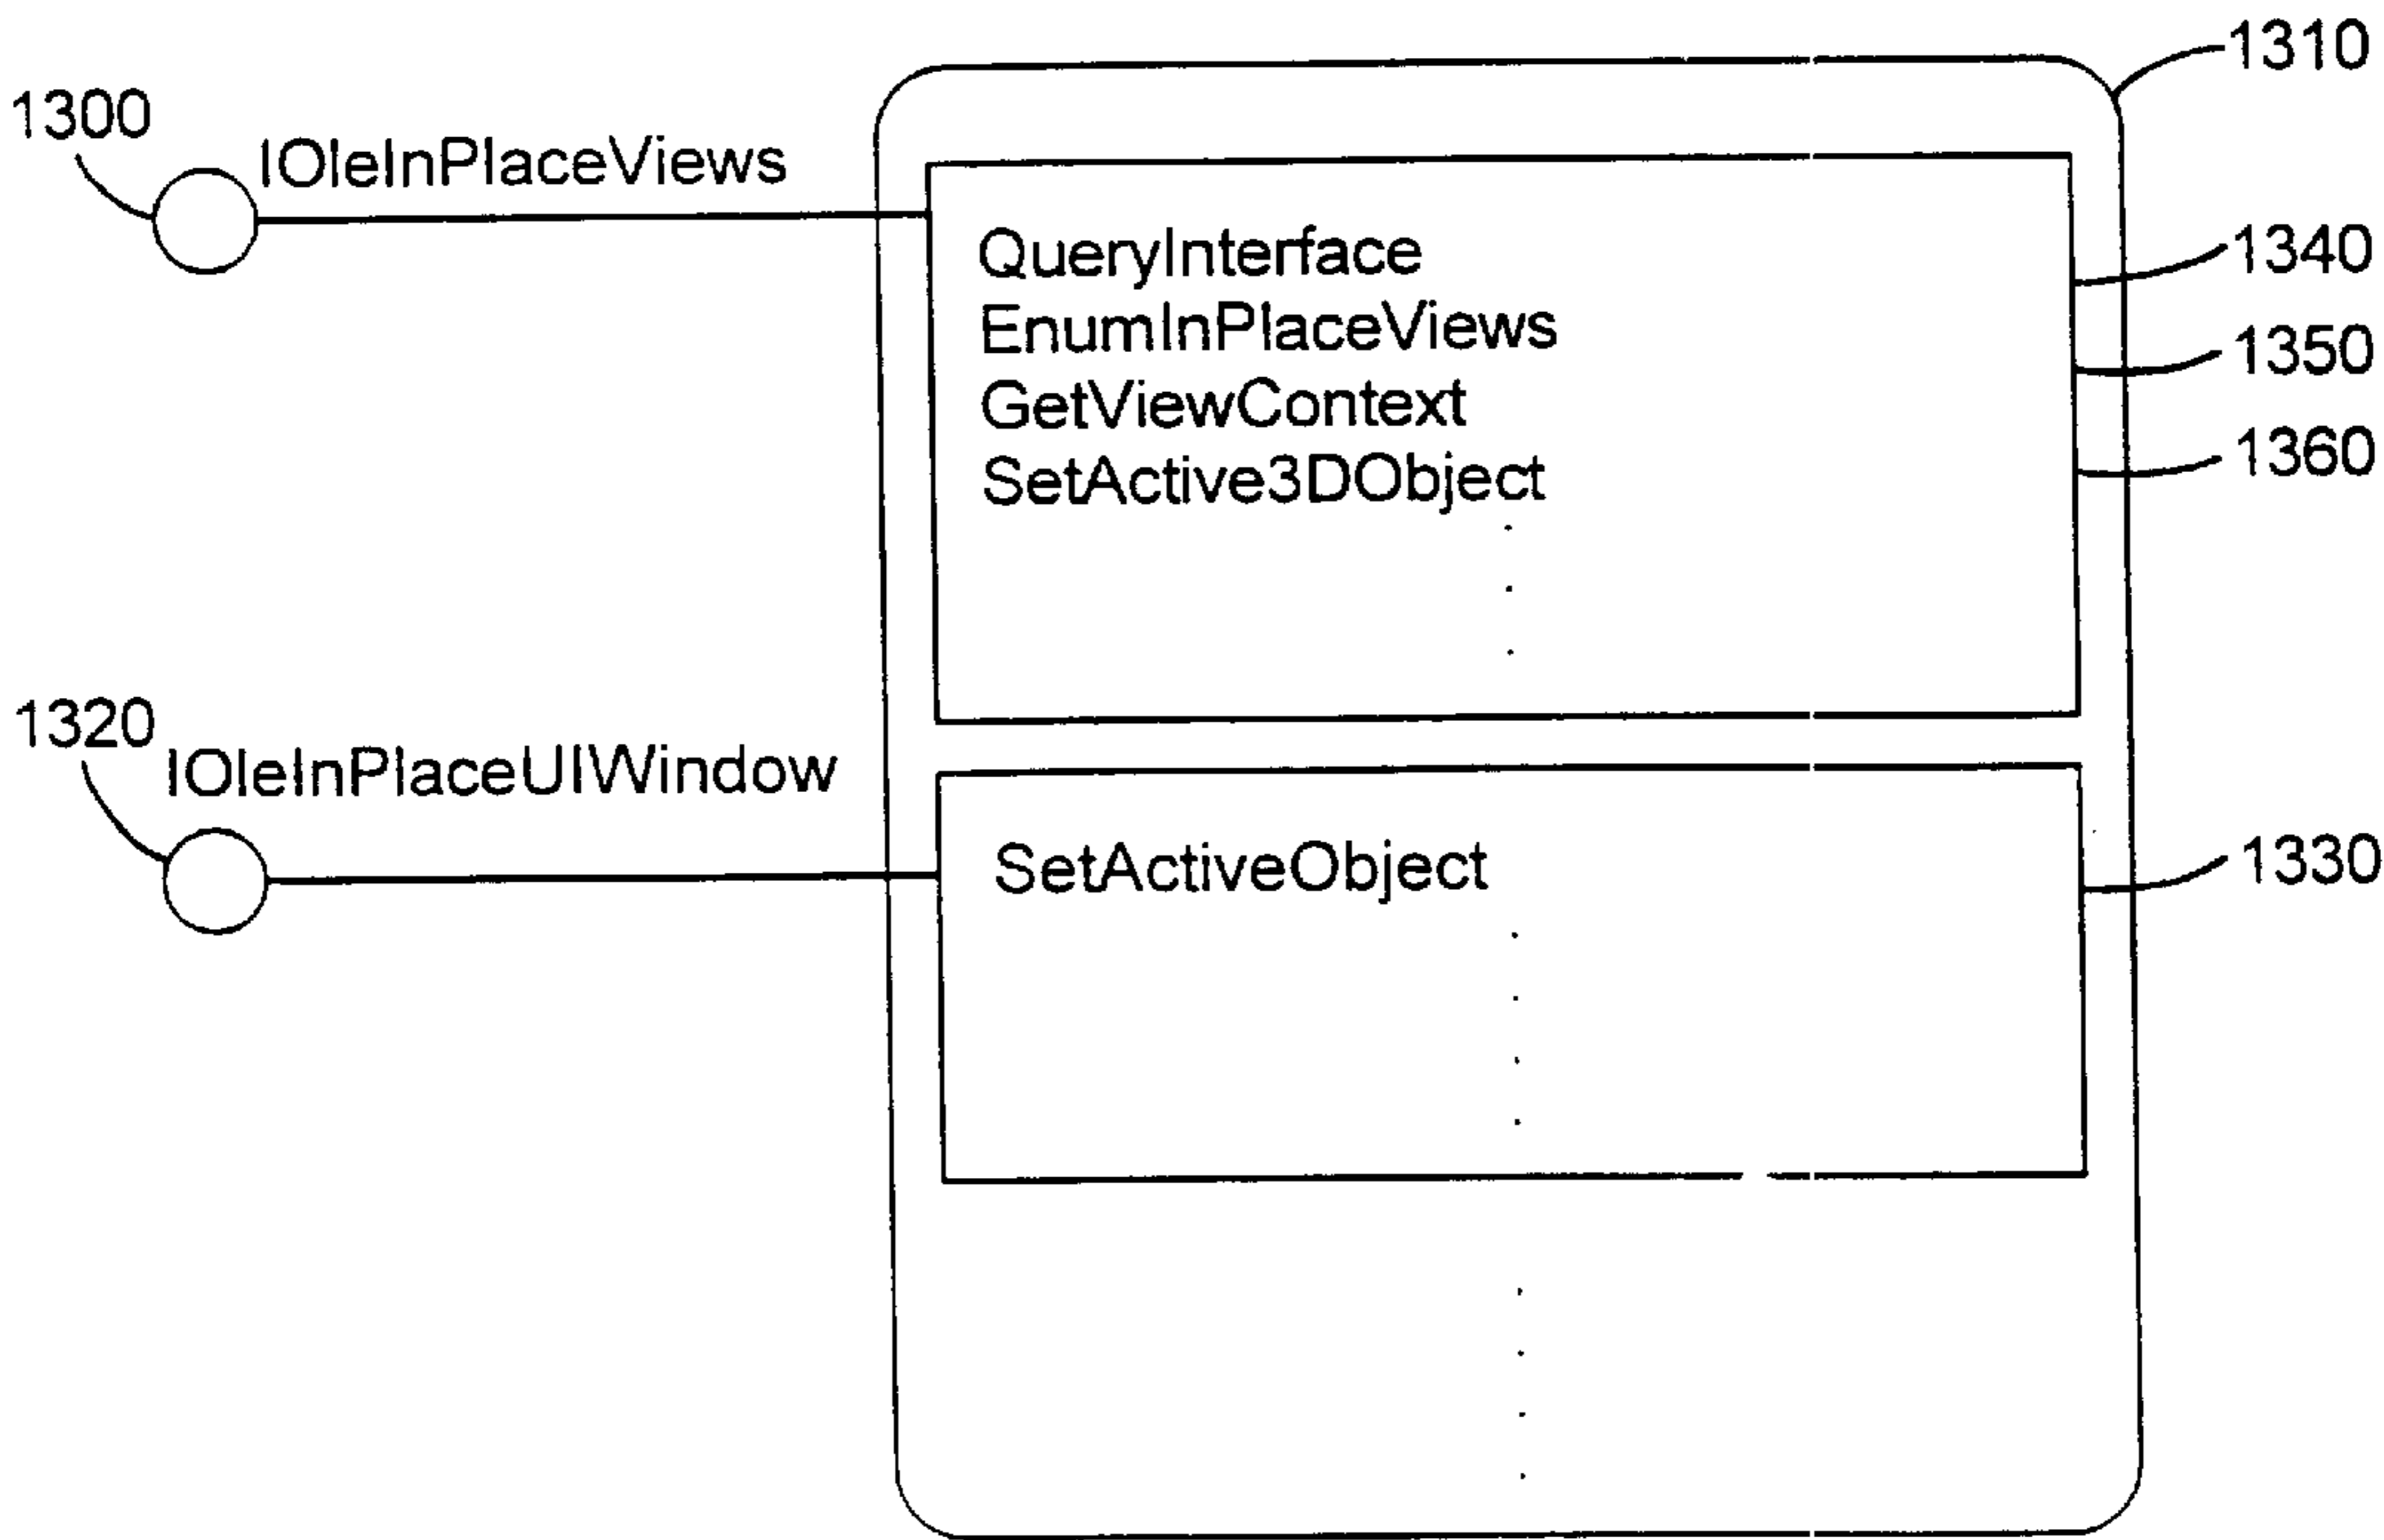 1310
1300
IOleInPlaceViews
QueryInterface
1340
EnumInPlaceViews
1350
GetViewContext
1360
SetActive3DObject
1320
IOleInPlaceUIWindow
SetActiveObject
1330